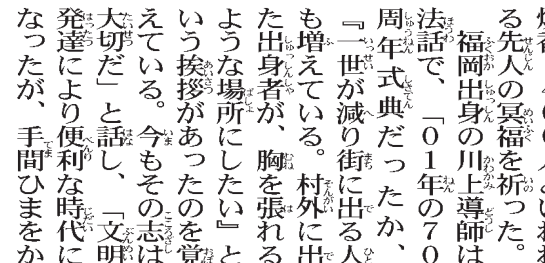 る先人の冥福を祈った。
福岡出身の川上導師は
法話で、「０１年の７０
周年式典だったか、
『一世が減り街に出る人
も増えている。村外に出
た出身者が、胸を張れる
ような場所にしたい』と
いう挨拶があったのを覚
えている。今もその志は
大切だ」と話し、「文明
発達により便利な時代に
なったが、手間ひまをか